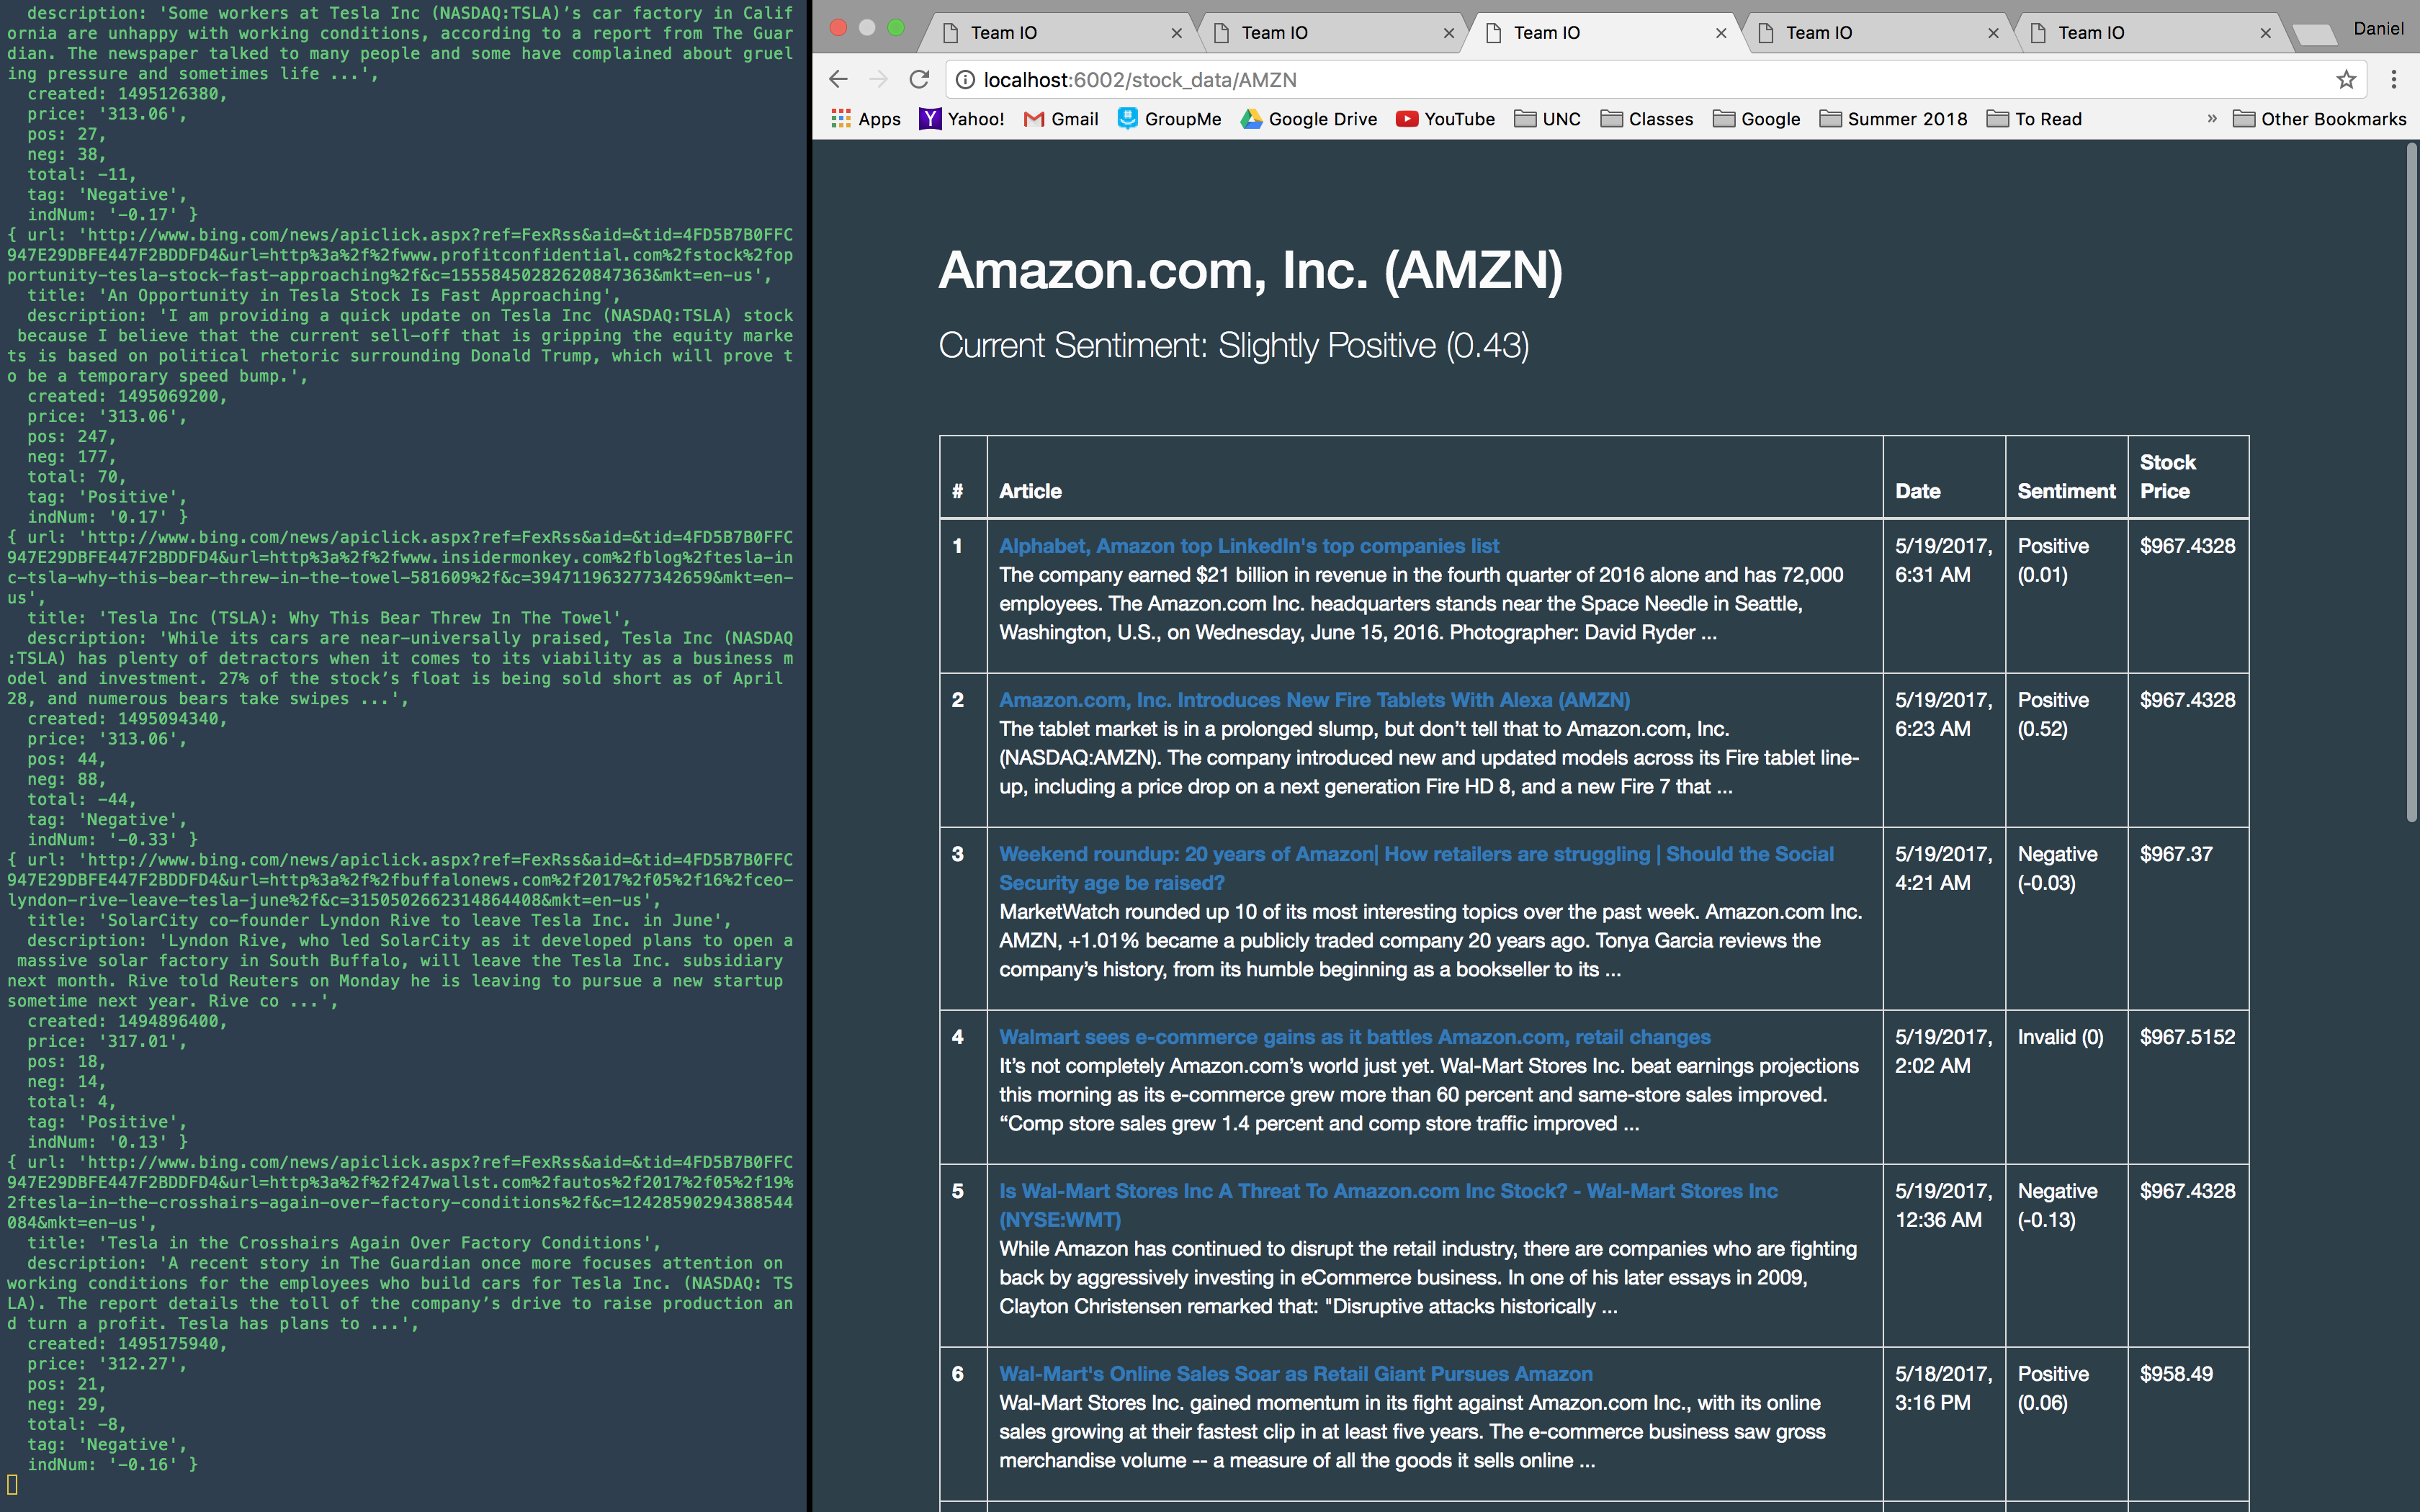 description: 'Some workers at Tesla Inc (NASDAQ:TSLA)’s car factory in Calif
ornia are unhappy with working conditions, according to a report from The Guar
dian. The newspaper talked to many people and some have complained about gruel
ing pressure and sometimes life ...',
created: 1495126380,
price: '313.06',
pos: 27,
neg: 38,
total: -11,
tag: 'Negative',
indNum: '-0.17' }
{ url: 'http://www.bing.com/news/apiclick.aspx?ref=FexRss&aid=&tid=4FD5B7B0FFC
947E29DBFE447F2BDDFD4&url=http%3a%2f%2fwww.profitconfidential.com%2fstock%2fop
portunity-tesla-stock-fast-approaching%2f&c=15558450282620847363&mkt=en-us',
title: 'An Opportunity in Tesla Stock Is Fast Approaching',
description: 'I am providing a quick update on Tesla Inc (NASDAQ:TSLA) stock
because I believe that the current sell-off that is gripping the equity marke
ts is based on political rhetoric surrounding Donald Trump, which will prove t
o be a temporary speed bump.',
created: 1495069200,
price: '313.06',
pos: 247,
neg: 177,
total: 70,
tag: 'Positive',
indNum: '0.17' }
{ url: 'http://www.bing.com/news/apiclick.aspx?ref=FexRss&aid=&tid=4FD5B7B0FFC
947E29DBFE447F2BDDFD4&url=http%3a%2f%2fwww.insidermonkey.com%2fblog%2ftesla-in
c-tsla-why-this-bear-threw-in-the-towel-581609%2f&c=3947119632773426​59&mkt=en-
us',
title: 'Tesla Inc (TSLA): Why This Bear Threw In The Towel',
description: 'While its cars are near-universally praised, Tesla Inc (NASDAQ
:TSLA) has plenty of detractors when it comes to its viability as a business m
odel and investment. 27% of the stock’s float is being sold short as of April
28, and numerous bears take swipes ...',
created: 1495094340,
price: '313.06',
pos: 44,
neg: 88,
total: -44,
tag: 'Negative',
indNum: '-0.33' }
{ url: 'http://www.bing.com/news/apiclick.aspx?ref=FexRss&aid=&tid=4FD5B7B0FFC
947E29DBFE447F2BDDFD4&url=http%3a%2f%2fbuffalonews.com%2f2017%2f05%2f16%2fceo-
lyndon-rive-leave-tesla-june%2f&c=3150502662314864408&mkt=en-us',
title: 'SolarCity co-founder Lyndon Rive to leave Tesla Inc. in June',
description: 'Lyndon Rive, who led SolarCity as it developed plans to open a
massive solar factory in South Buffalo, will leave the Tesla Inc. subsidiary
next month. Rive told Reuters on Monday he is leaving to pursue a new startup
sometime next year. Rive co ...',
created: 1494896400,
price: '317.01',
pos: 18,
neg: 14,
total: 4,
tag: 'Positive',
indNum: '0.13' }
{ url: 'http://www.bing.com/news/apiclick.aspx?ref=FexRss&aid=&tid=4FD5B7B0FFC
947E29DBFE447F2BDDFD4&url=http%3a%2f%2f247wallst.com%2fautos%2f2017%2f05%2f19%
2ftesla-in-the-crosshairs-again-over-factory-conditions%2f&c=12428590294388544
084&mkt=en-us',
title: 'Tesla in the Crosshairs Again Over Factory Conditions',
description: 'A recent story in The Guardian once more focuses attention on
working conditions for the employees who build cars for Tesla Inc. (NASDAQ: TS
LA). The report details the toll of the company’s drive to raise production an
d turn a profit. Tesla has plans to ...',
created: 1495175940,
price: '312.27',
pos: 21,
neg: 29,
total: -8,
tag: 'Negative',
indNum: '-0.16' }
Team IO
Team IO
Team IO
Team IO
Team IO
Daniel
localhost:6002/stock_data/AMZN
Apps Yahoo! Gmail GroupMe Google Drive YouTube UNC Classes Google Summer 2018 To Read » Other Bookmarks
Amazon.com, Inc. (AMZN)
Current Sentiment: Slightly Positive (0.43)
# Article Date Sentiment Stock
Price
1 Alphabet, Amazon top LinkedIn's top companies list 5/19/2017, Positive $967.4328
The company earned $21 billion in revenue in the fourth quarter of 2016 alone and has 72,000 6:31 AM (0.01)
employees. The Amazon.com Inc. headquarters stands near the Space Needle in Seattle,
Washington, U.S., on Wednesday, June 15, 2016. Photographer: David Ryder ...
2 Amazon.com, Inc. Introduces New Fire Tablets With Alexa (AMZN) 5/19/2017, Positive $967.4328
The tablet market is in a prolonged slump, but don’t tell that to Amazon.com, Inc. 6:23 AM (0.52)
(NASDAQ:AMZN). The company introduced new and updated models across its Fire tablet line-
up, including a price drop on a next generation Fire HD 8, and a new Fire 7 that ...
3 Weekend roundup: 20 years of Amazon| How retailers are struggling | Should the Social 5/19/2017, Negative $967.37
Security age be raised? 4:21 AM (-0.03)
MarketWatch rounded up 10 of its most interesting topics over the past week. Amazon.com Inc.
AMZN, +1.01% became a publicly traded company 20 years ago. Tonya Garcia reviews the
company’s history, from its humble beginning as a bookseller to its ...
4 Walmart sees e-commerce gains as it battles Amazon.com, retail changes 5/19/2017, Invalid (0) $967.5152
It’s not completely Amazon.com’s world just yet. Wal-Mart Stores Inc. beat earnings projections 2:02 AM
this morning as its e-commerce grew more than 60 percent and same-store sales improved.
“Comp store sales grew 1.4 percent and comp store traffic improved ...
5 Is Wal-Mart Stores Inc A Threat To Amazon.com Inc Stock? - Wal-Mart Stores Inc 5/19/2017, Negative $967.4328
(NYSE:WMT) 12:36 AM (-0.13)
While Amazon has continued to disrupt the retail industry, there are companies who are fighting
back by aggressively investing in eCommerce business. In one of his later essays in 2009,
Clayton Christensen remarked that: "Disruptive attacks historically ...
6 Wal-Mart's Online Sales Soar as Retail Giant Pursues Amazon 5/18/2017, Positive $958.49
Wal-Mart Stores Inc. gained momentum in its fight against Amazon.com Inc., with its online 3:16 PM (0.06)
sales growing at their fastest clip in at least five years. The e-commerce business saw gross
merchandise volume -- a measure of all the goods it sells online ...